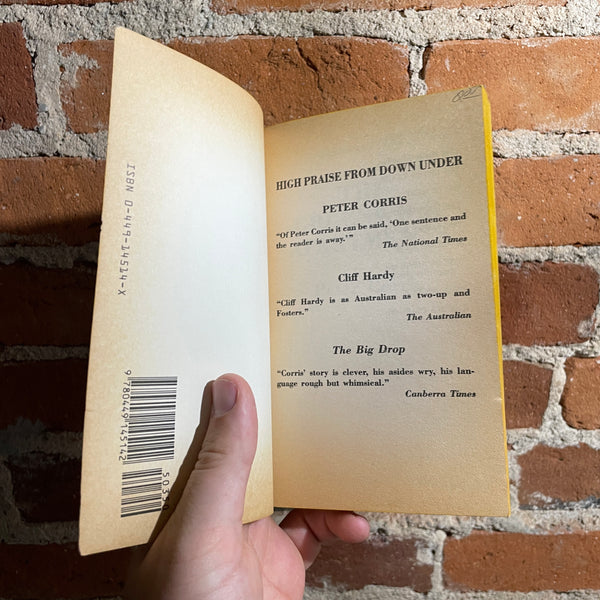 ISBN 0-449-14514-X
9780449145142
HIGH PRAISE FROM DOWN UNDER
PETER CORRIS
"Of Peter Corris it can be said, 'One sentence and
the reader is away.'"
The National Times
Cliff Hardy
"Cliff Hardy is as Australian as two-up and
Fosters."
The Australian
The Big Drop
"Corris' story is clever, his asides wry, his lan-
guage rough but whimsical."
Canberra Times